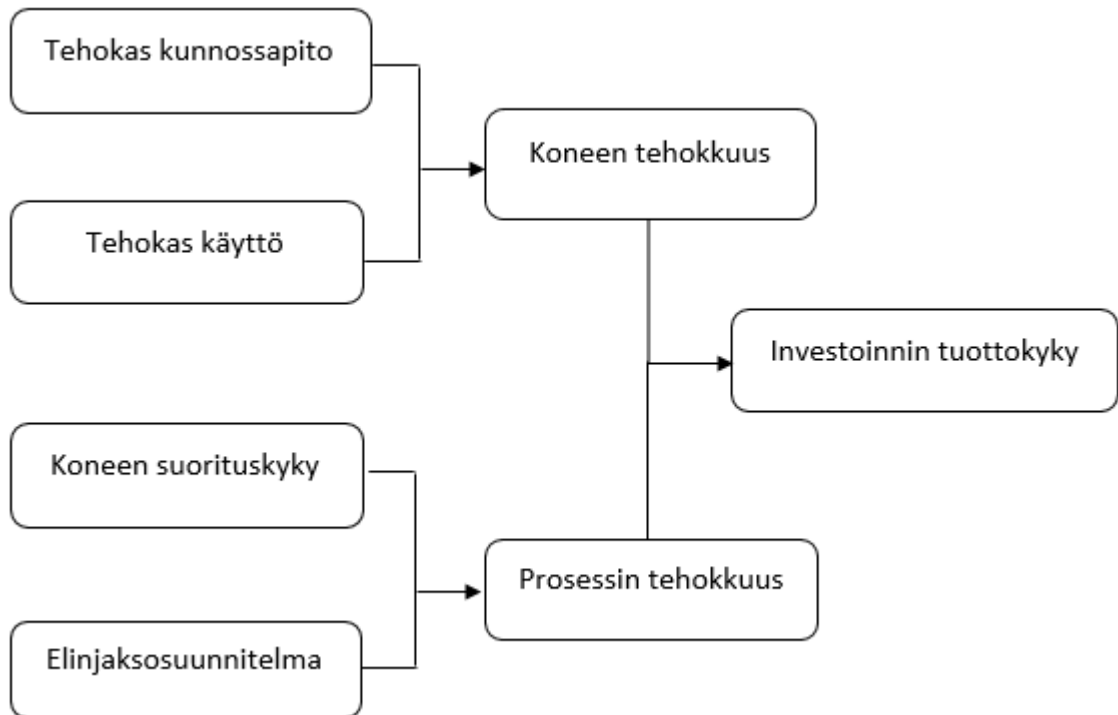 Tehokas kunnossapito
Koneen tehokkuus
Tehokas käyttö
Investoinnin tuottokyky
Koneen suorituskyky
Prosessin tehokkuus
Elinjaksosuunnitelma